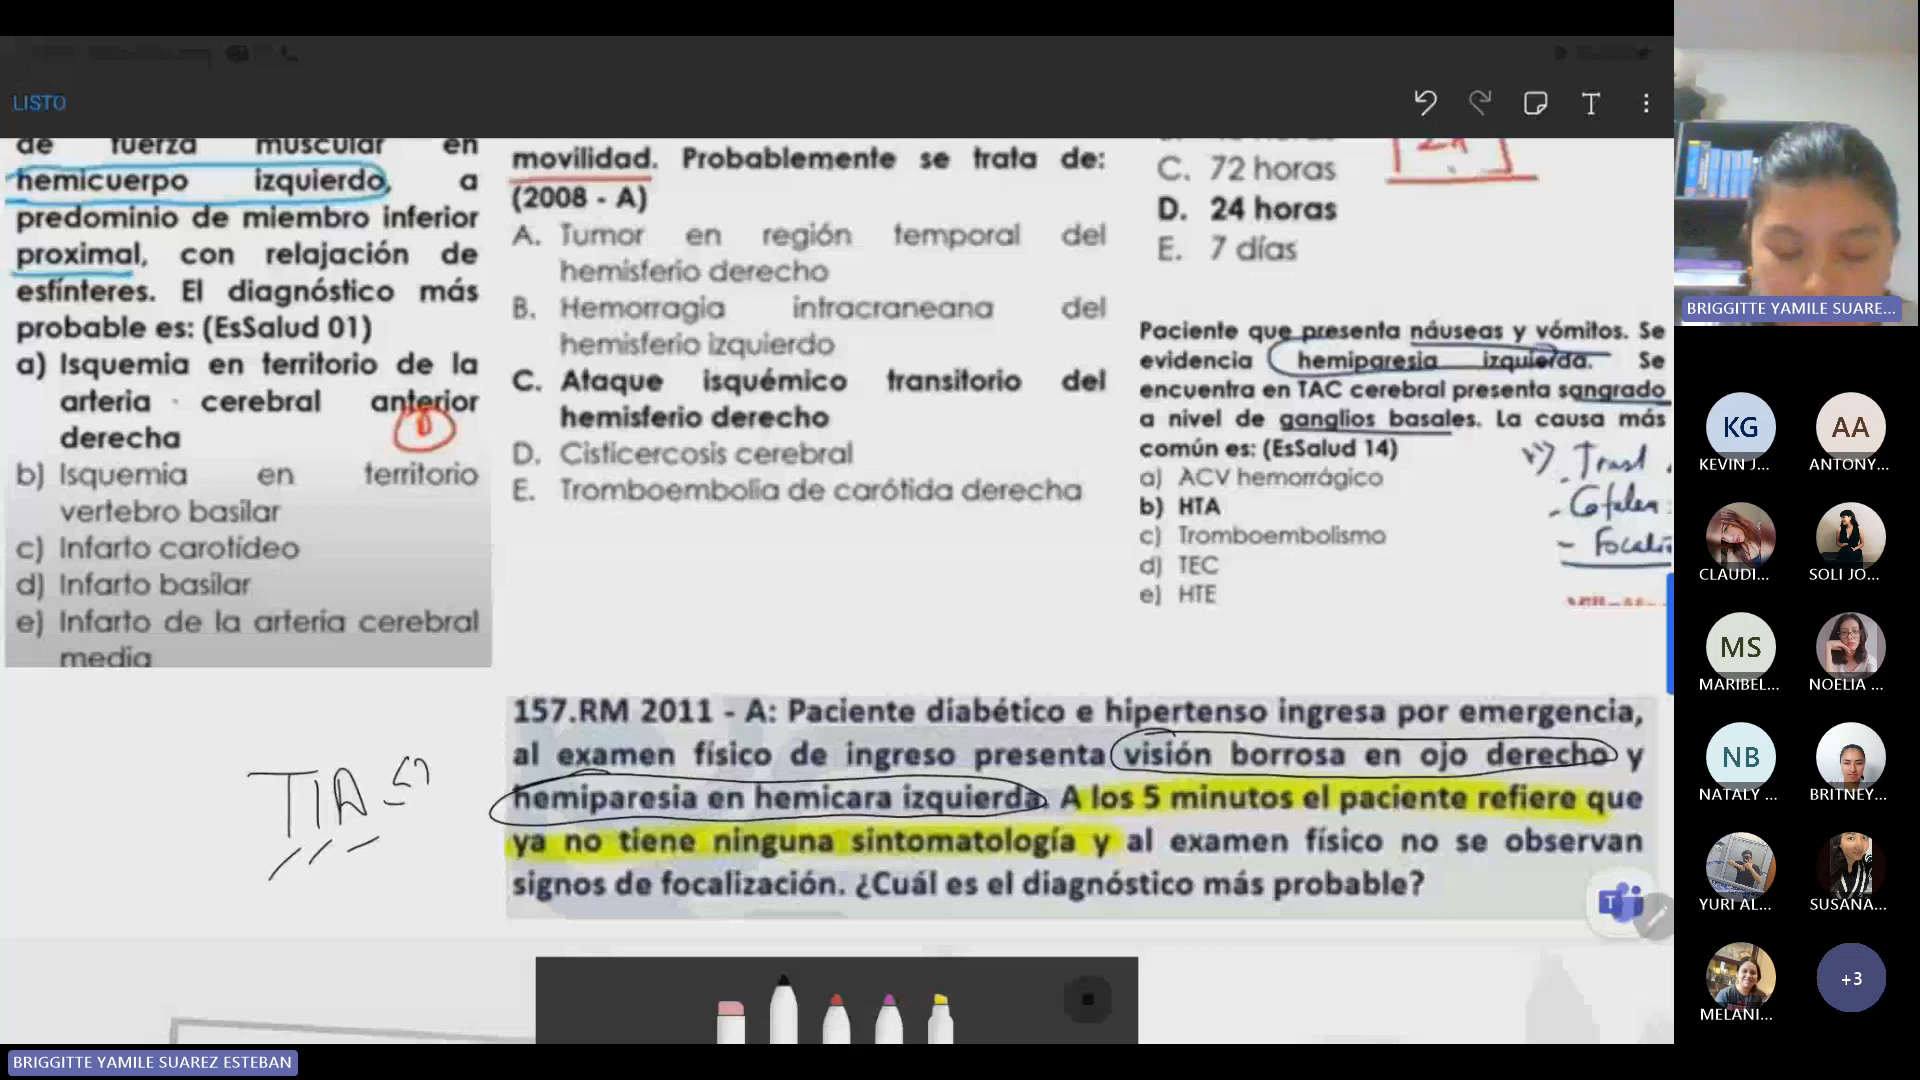 LISTO
de fuerza muscular en
hemicuerpo izquierdo, a
predominio de miembro inferior
proximal, con relajación de
esfínteres. El diagnóstico más
probable es: (EsSalud 01)
a) Isquemia en territorio de la
arteria cerebral anterior
derecha
b) Isquemia en territorio
vertebro basilar
c) Infarto carotídeo
d) Infarto basilar
e) Infarto de la arteria cerebral
media
movilidad. Probablemente se trata de:
(2008 - A)
A. Tumor en región temporal del
hemisferio derecho
B. Hemorragia intracraneana del
hemisferio izquierdo
C. Ataque isquémico transitorio del
hemisferio derecho
D. Cisticercosis cerebral
E. Tromboembolia de carótida derecha
C. 72 horas
D. 24 horas
E. 7 días
Paciente que presenta náuseas y vómitos. Se
evidencia hemiparesia izquierda. Se
encuentra en TAC cerebral presenta sangrado
a nivel de ganglios basales. La causa más
común es: (EsSalud 14)
a) ACV hemorrágico
b) HTA
c) Tromboembolismo
d) TEC
e) HTE
TIA
157.RM 2011 - A: Paciente diabético e hipertenso ingresa por emergencia,
al examen físico de ingreso presenta visión borrosa en ojo derecho y
hemiparesia en hemicara izquierda. A los 5 minutos el paciente refiere que
ya no tiene ninguna sintomatología y al examen físico no se observan
signos de focalización. ¿Cuál es el diagnóstico más probable?
BRIGGITTE YAMILE SUARE...
KG
KEVIN J...
AA
ANTONY...
CLAUDI...
SOLI JO...
MS
MARIBEL...
NOELIA ...
NB
NATALY ...
BRITNEY...
YURI AL...
SUSANA...
MELANI...
+3
BRIGGITTE YAMILE SUAREZ ESTEBAN